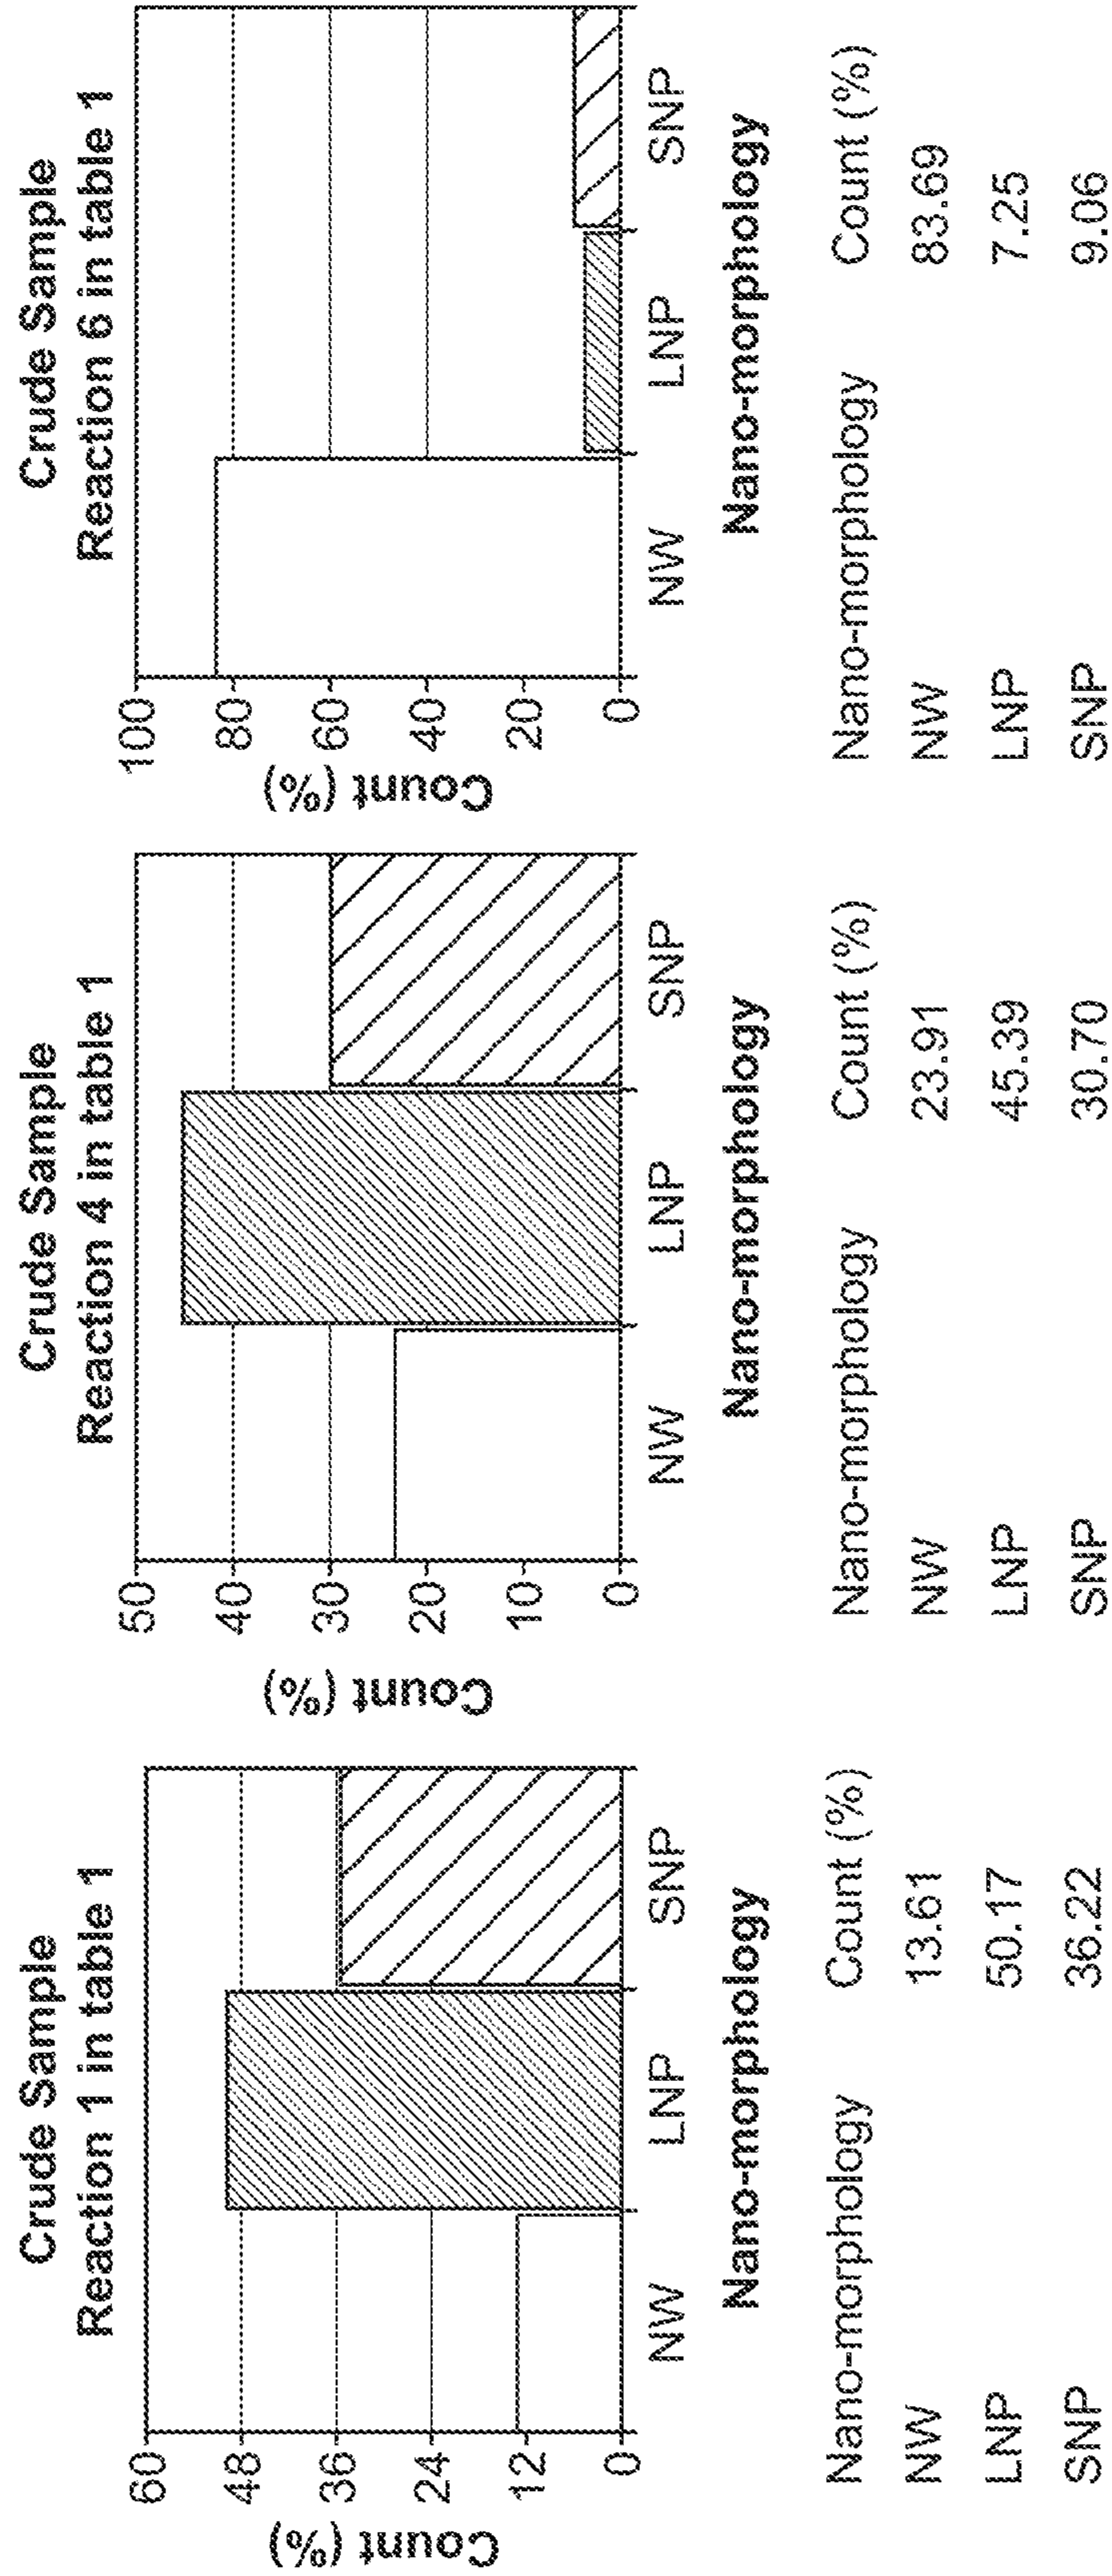 Crude Sample
Reaction 1 in table 1
Count (%)
60
48
36
24
12
0
NW LNP SNP
Nano-morphology
Nano-morphology Count (%)
NW 13.61
LNP 50.17
SNP 36.22
Crude Sample
Reaction 4 in table 1
Count (%)
50
40
30
20
10
0
NW LNP SNP
Nano-morphology
Nano-morphology Count (%)
NW 23.91
LNP 45.39
SNP 30.70
Crude Sample
Reaction 6 in table 1
Count (%)
100
80
60
40
20
0
NW LNP SNP
Nano-morphology
Nano-morphology Count (%)
NW 83.69
LNP 7.25
SNP 9.06